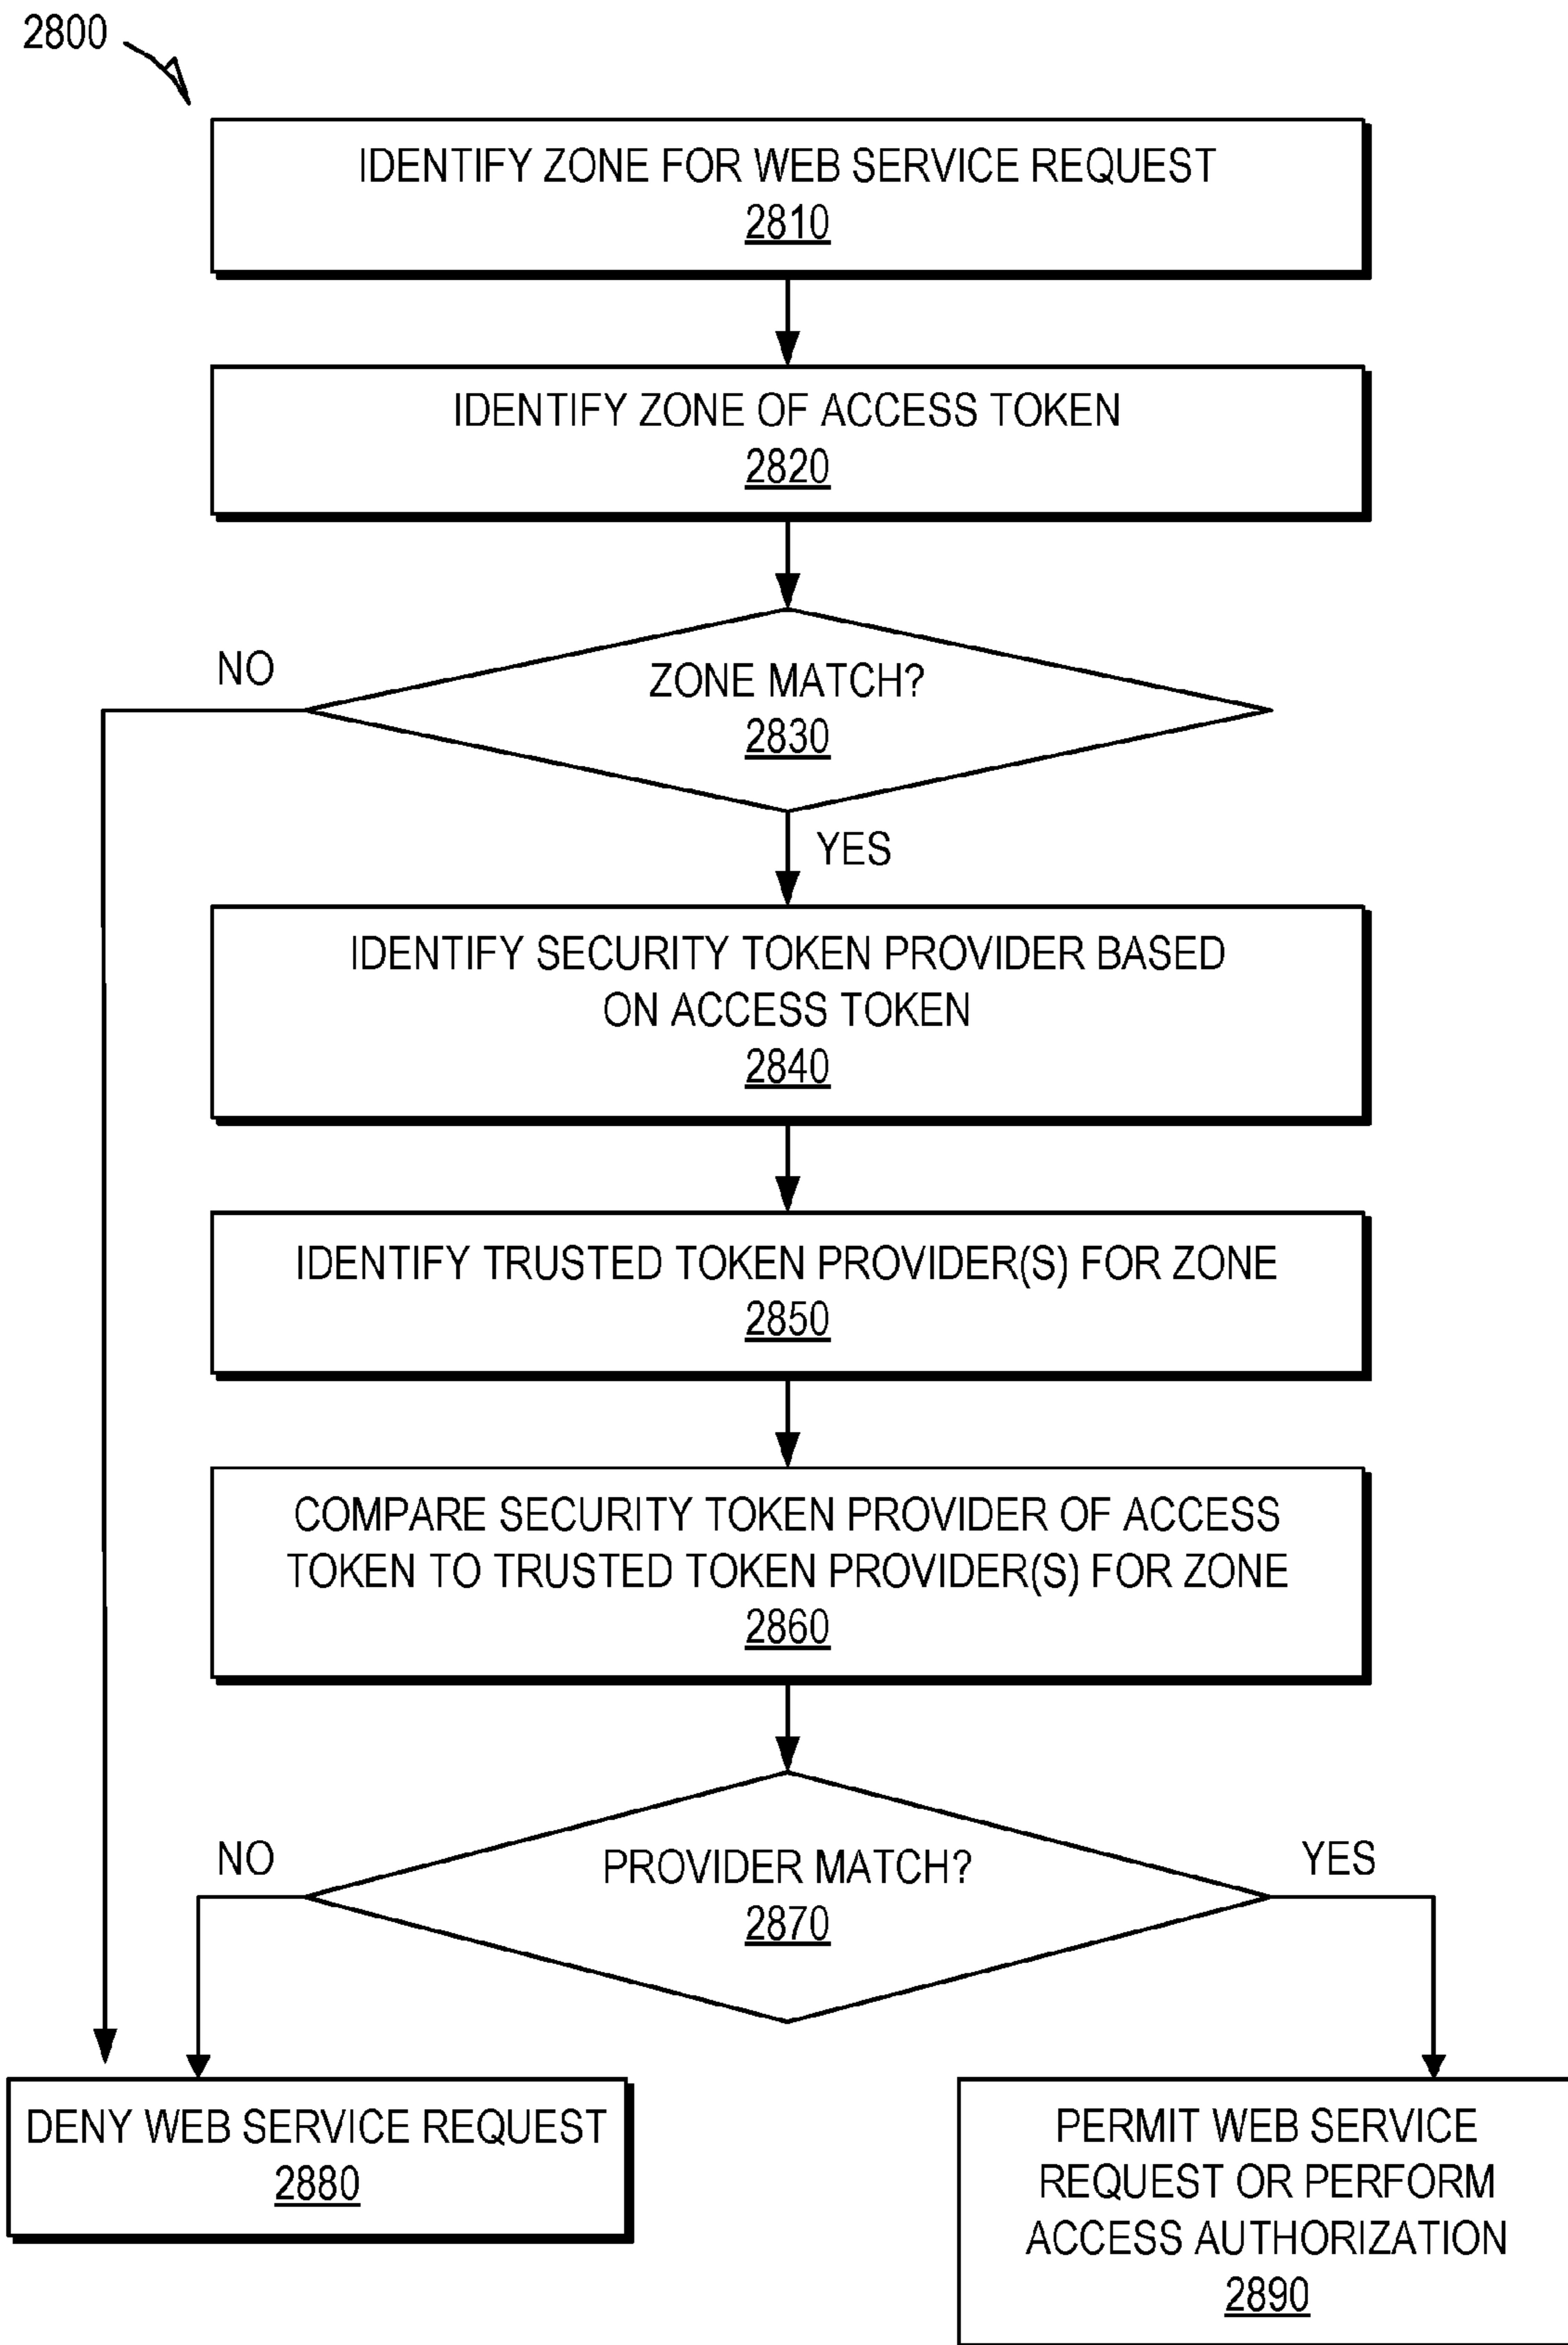 2800
IDENTIFY ZONE FOR WEB SERVICE REQUEST
2810
IDENTIFY ZONE OF ACCESS TOKEN
2820
NO
ZONE MATCH?
2830
YES
IDENTIFY SECURITY TOKEN PROVIDER BASED
ON ACCESS TOKEN
2840
IDENTIFY TRUSTED TOKEN PROVIDER(S) FOR ZONE
2850
COMPARE SECURITY TOKEN PROVIDER OF ACCESS
TOKEN TO TRUSTED TOKEN PROVIDER(S) FOR ZONE
2860
NO
PROVIDER MATCH?
2870
YES
DENY WEB SERVICE REQUEST
2880
PERMIT WEB SERVICE
REQUEST OR PERFORM
ACCESS AUTHORIZATION
2890